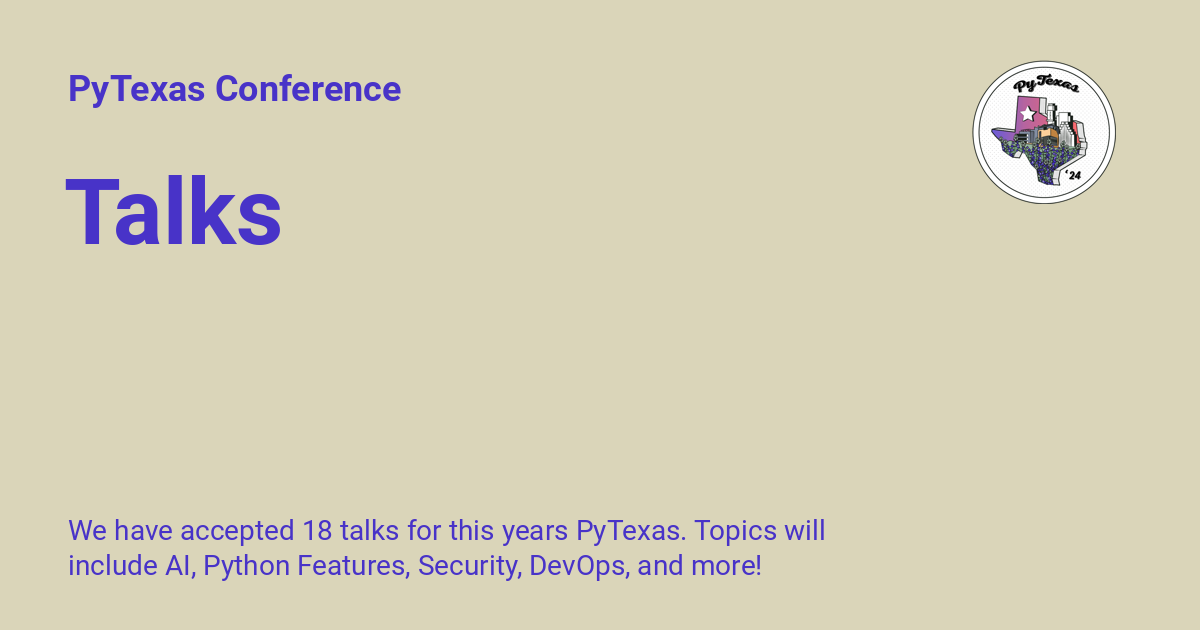 PyTexas Conference
PyTexas
Talks
'24
We have accepted 18 talks for this years PyTexas. Topics will
include AI, Python Features, Security, DevOps, and more!